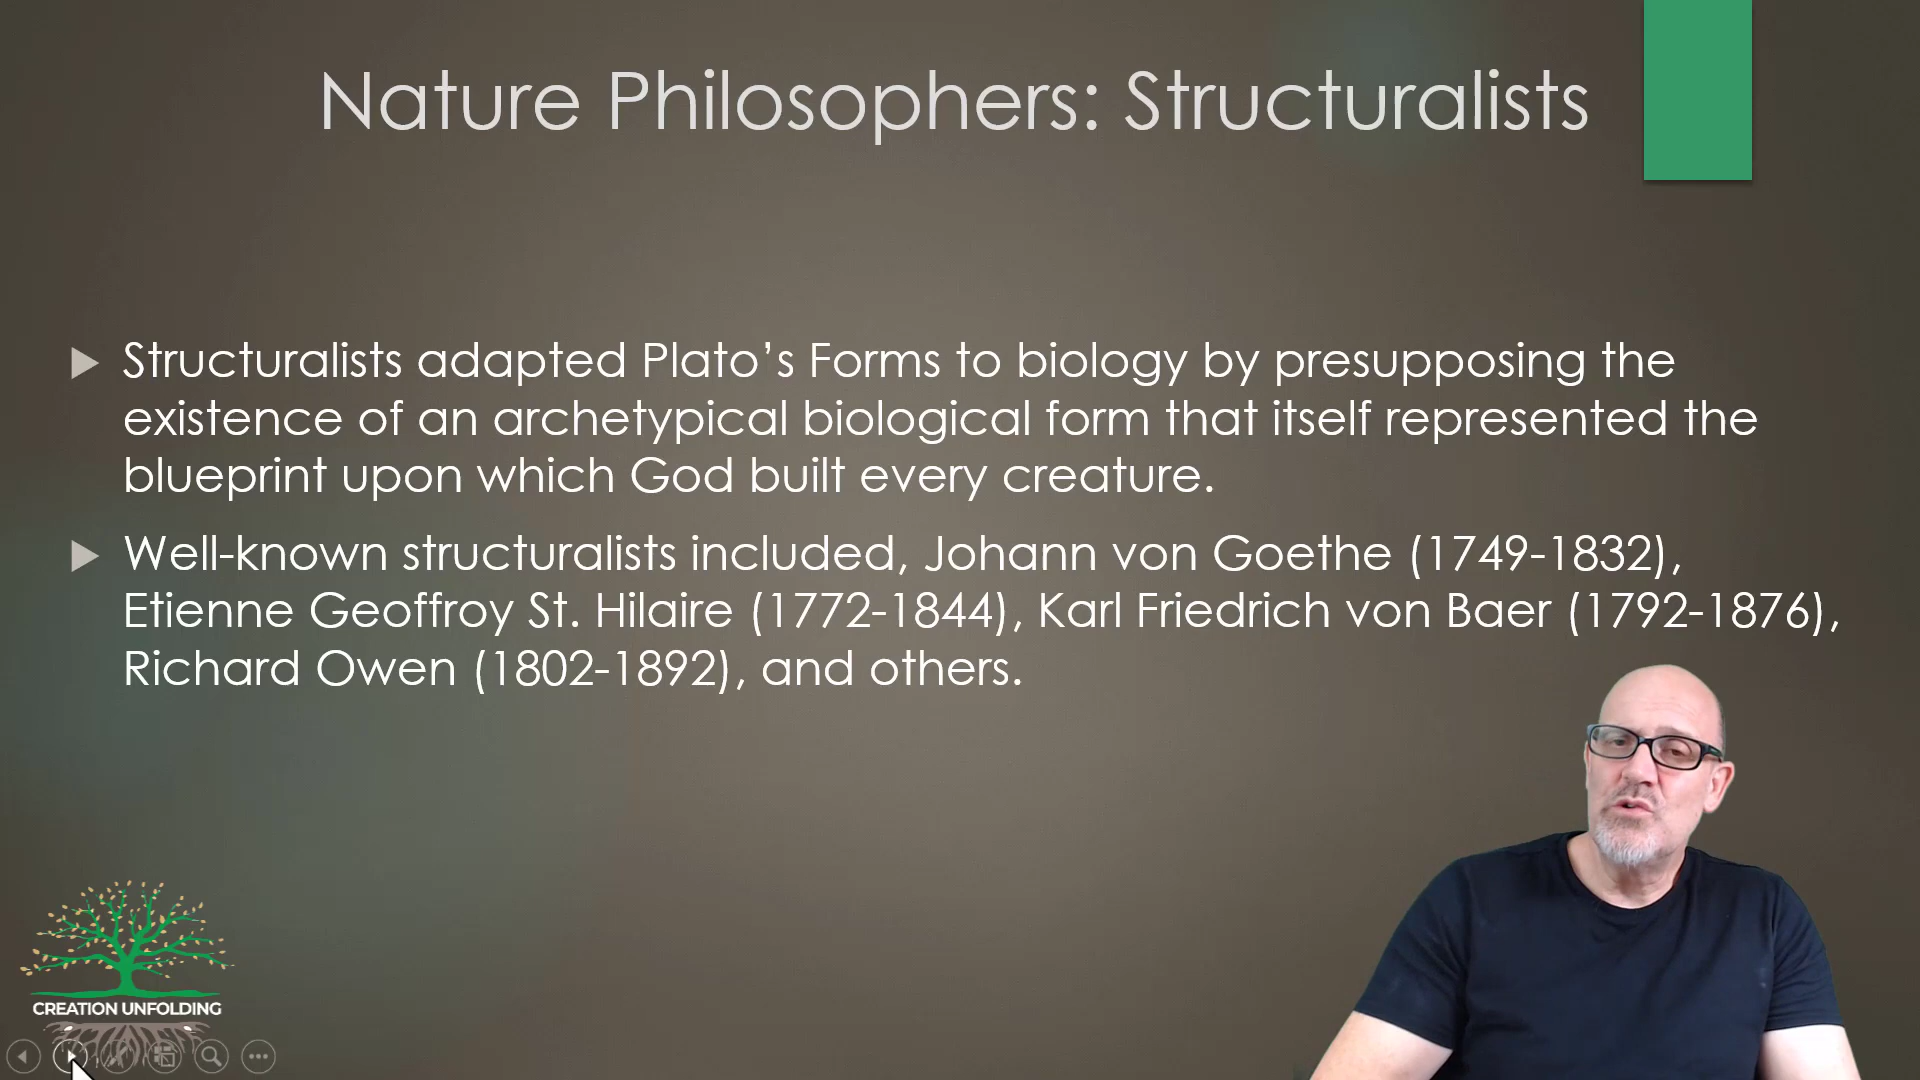 Nature Philosophers: Structuralists
Structuralists adapted Plato’s Forms to biology by presupposing the
existence of an archetypical biological form that itself represented the
blueprint upon which God built every creature.
Well-known structuralists included, Johann von Goethe (1749-1832),
Etienne Geoffroy St. Hilaire (1772-1844), Karl Friedrich von Baer (1792-1876),
Richard Owen (1802-1892), and others.
CREATION UNFOLDING